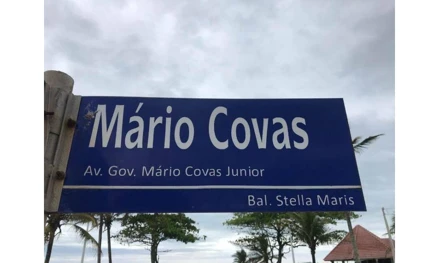 Mário Covas
Av. Gov. Mário Covas Junior
Bal. Stella Maris